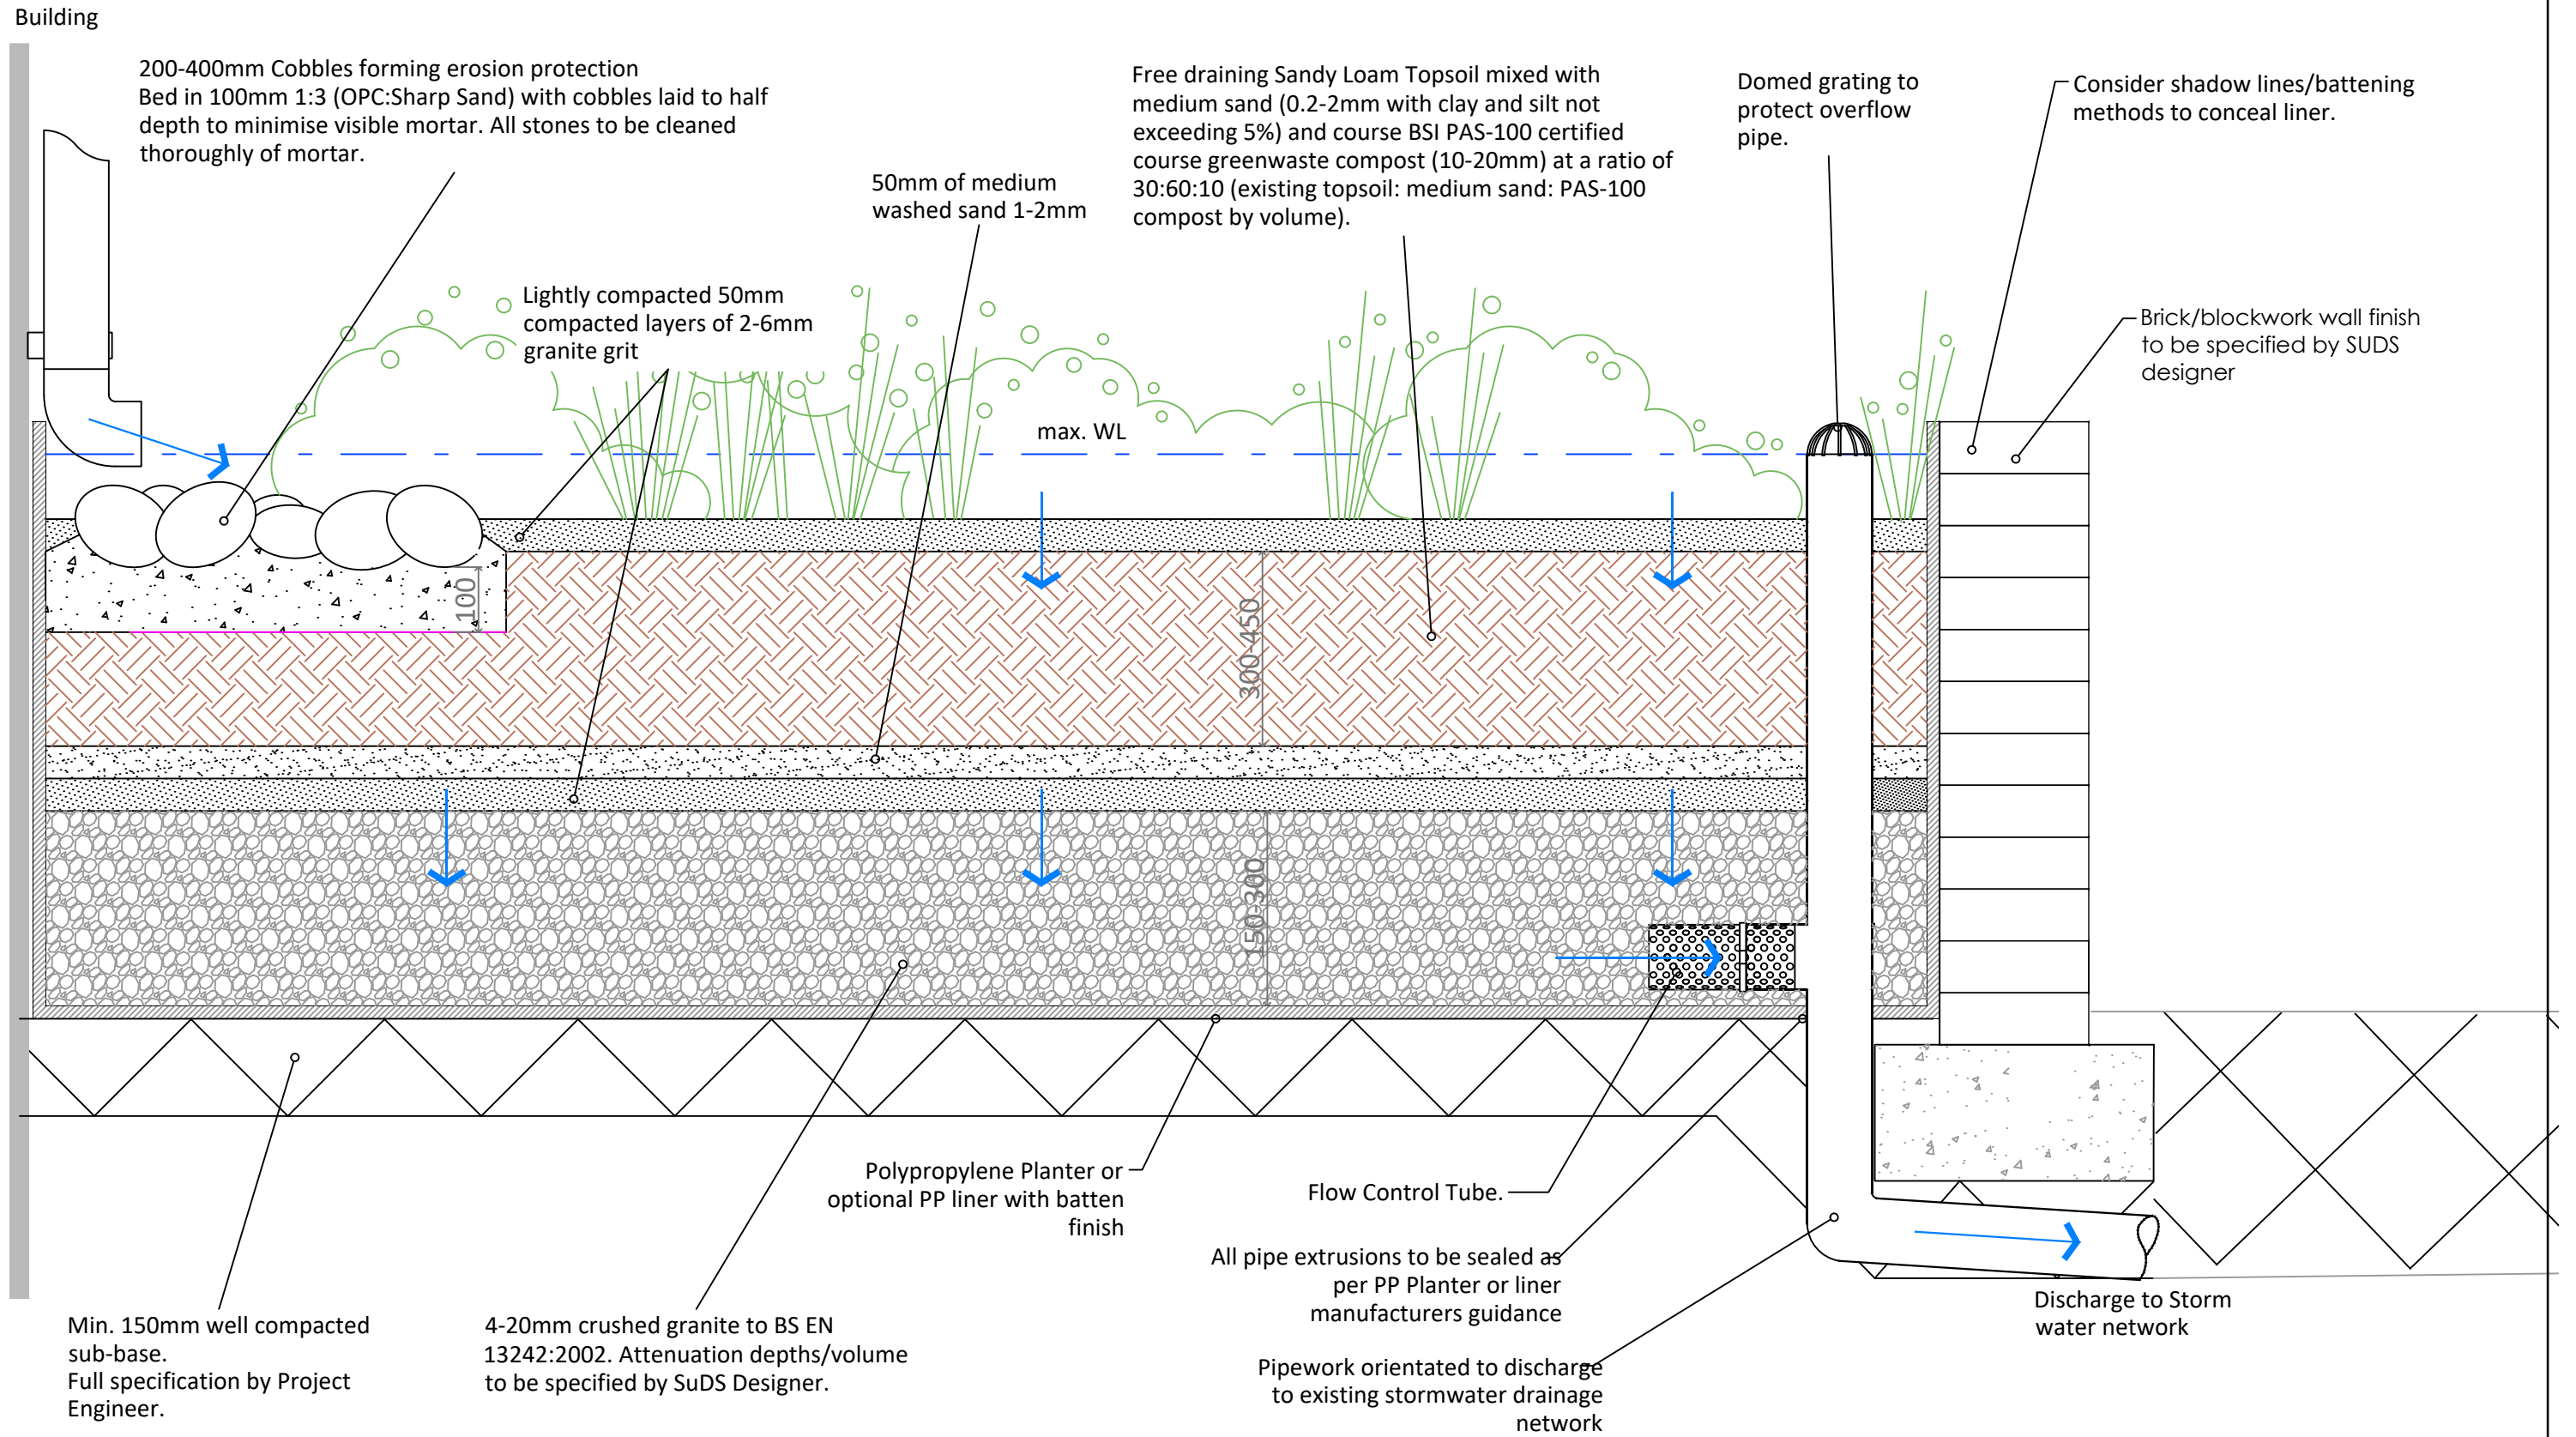 Building
200-400mm Cobbles forming erosion protection
Bed in 100mm 1:3 (OPC:Sharp Sand) with cobbles laid to half
depth to minimise visible mortar. All stones to be cleaned
thoroughly of mortar.
50mm of medium
washed sand 1-2mm
Free draining Sandy Loam Topsoil mixed with
medium sand (0.2-2mm with clay and silt not
exceeding 5%) and course BSI PAS-100 certified
course greenwaste compost (10-20mm) at a ratio of
30:60:10 (existing topsoil: medium sand: PAS-100
compost by volume).
Domed grating to
protect overflow
pipe.
Consider shadow lines/battening
methods to conceal liner.
Lightly compacted 50mm
compacted layers of 2-6mm
granite grit
Brick/blockwork wall finish
to be specified by SUDS
designer
max. WL
100
300-450
150-300
Polypropylene Planter or
optional PP liner with batten
finish
Flow Control Tube.
All pipe extrusions to be sealed as
per PP Planter or liner
manufacturers guidance
Pipework orientated to discharge
to existing stormwater drainage
network
Discharge to Storm
water network
Min. 150mm well compacted
sub-base.
Full specification by Project
Engineer.
4-20mm crushed granite to BS EN
13242:2002. Attenuation depths/volume
to be specified by SuDS Designer.